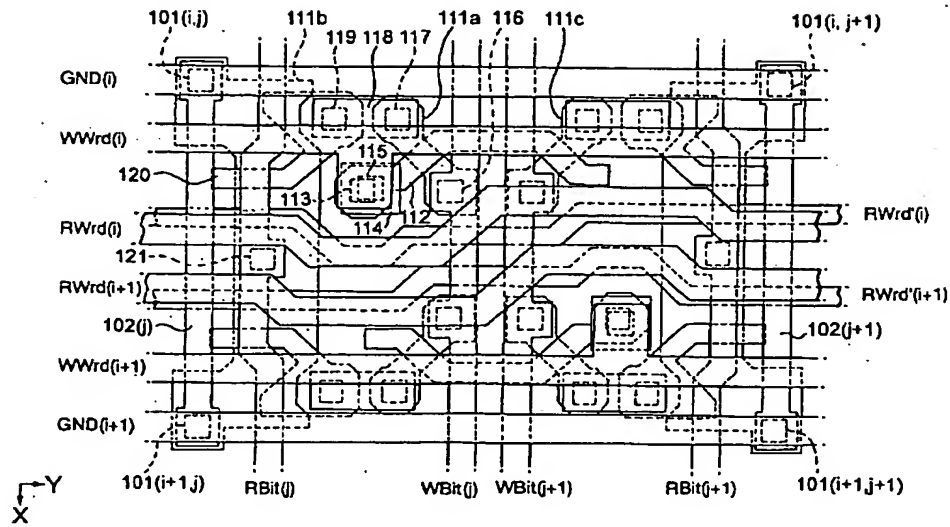 101(i,j) 111b 111a 116 111c 101(i, j+1)
119 118 117
GND(i)
WWrd(i)
120 115
113
112
114
RWrd(i) RWrd'(i)
121
RWrd(i+1) RWrd'(i+1)
102(j) 102(j+1)
WWrd(i+1)
GND(i+1)
101(i+1,j) RBit(j) WBit(j) WBit(j+1) RBit(j+1) 101(i+1,j+1)
Y
X